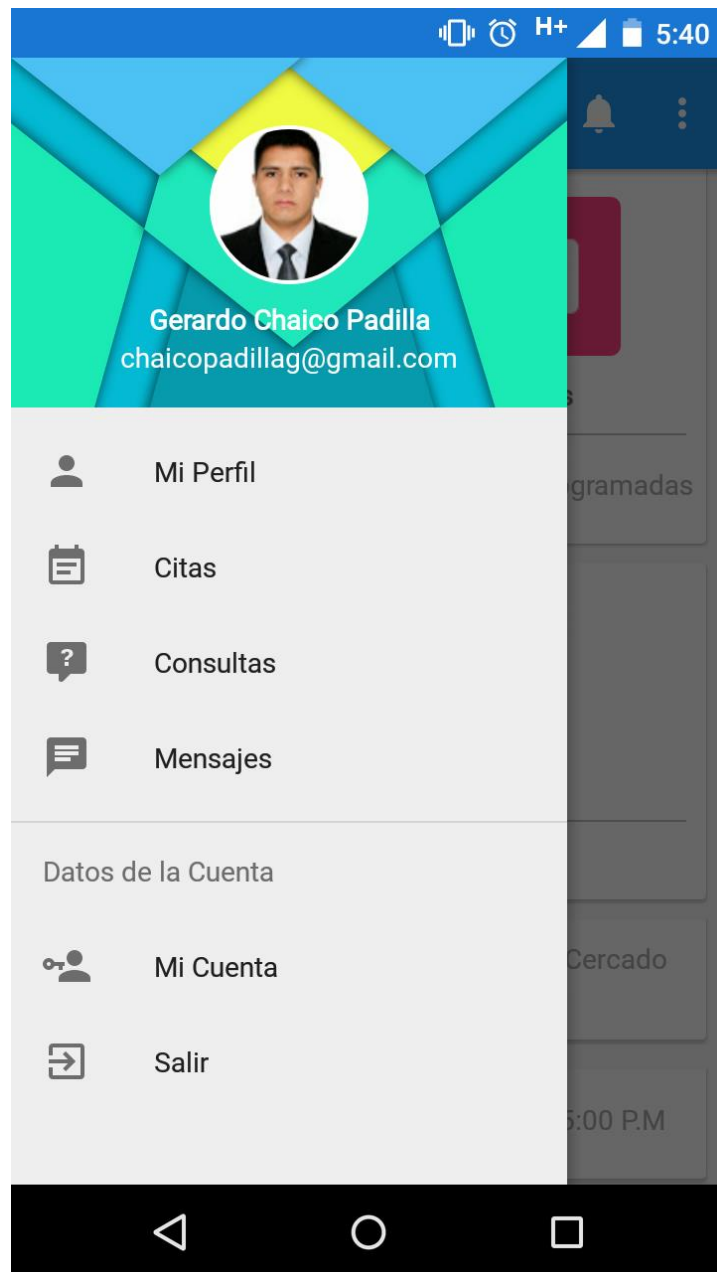 H+ 5:40
Gerardo Chaico Padilla
chaicopadillag@gmail.com
Mi Perfil
Citas
Consultas
Mensajes
Datos de la Cuenta
Mi Cuenta
Salir
s
gramadas
Cercado
5:00 P.M